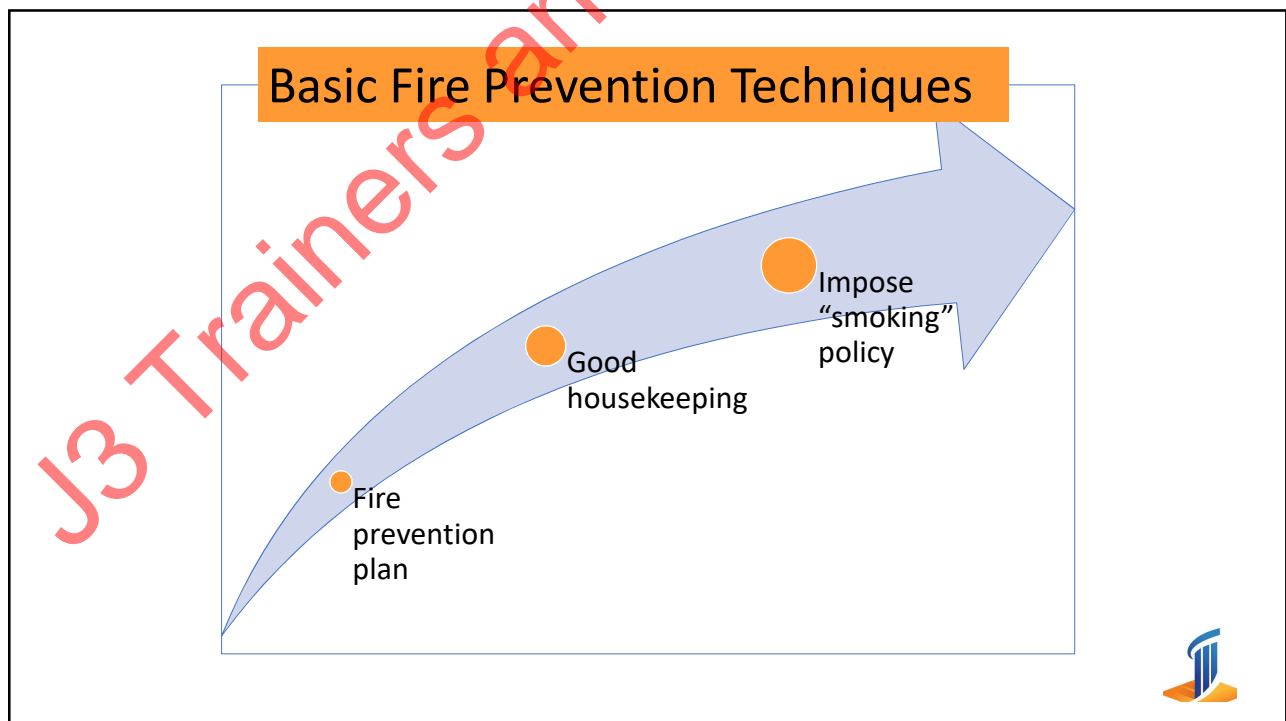 Basic Fire Prevention Techniques
Impose
“smoking”
policy
Good
housekeeping
Fire
prevention
plan
J3 Trainers an